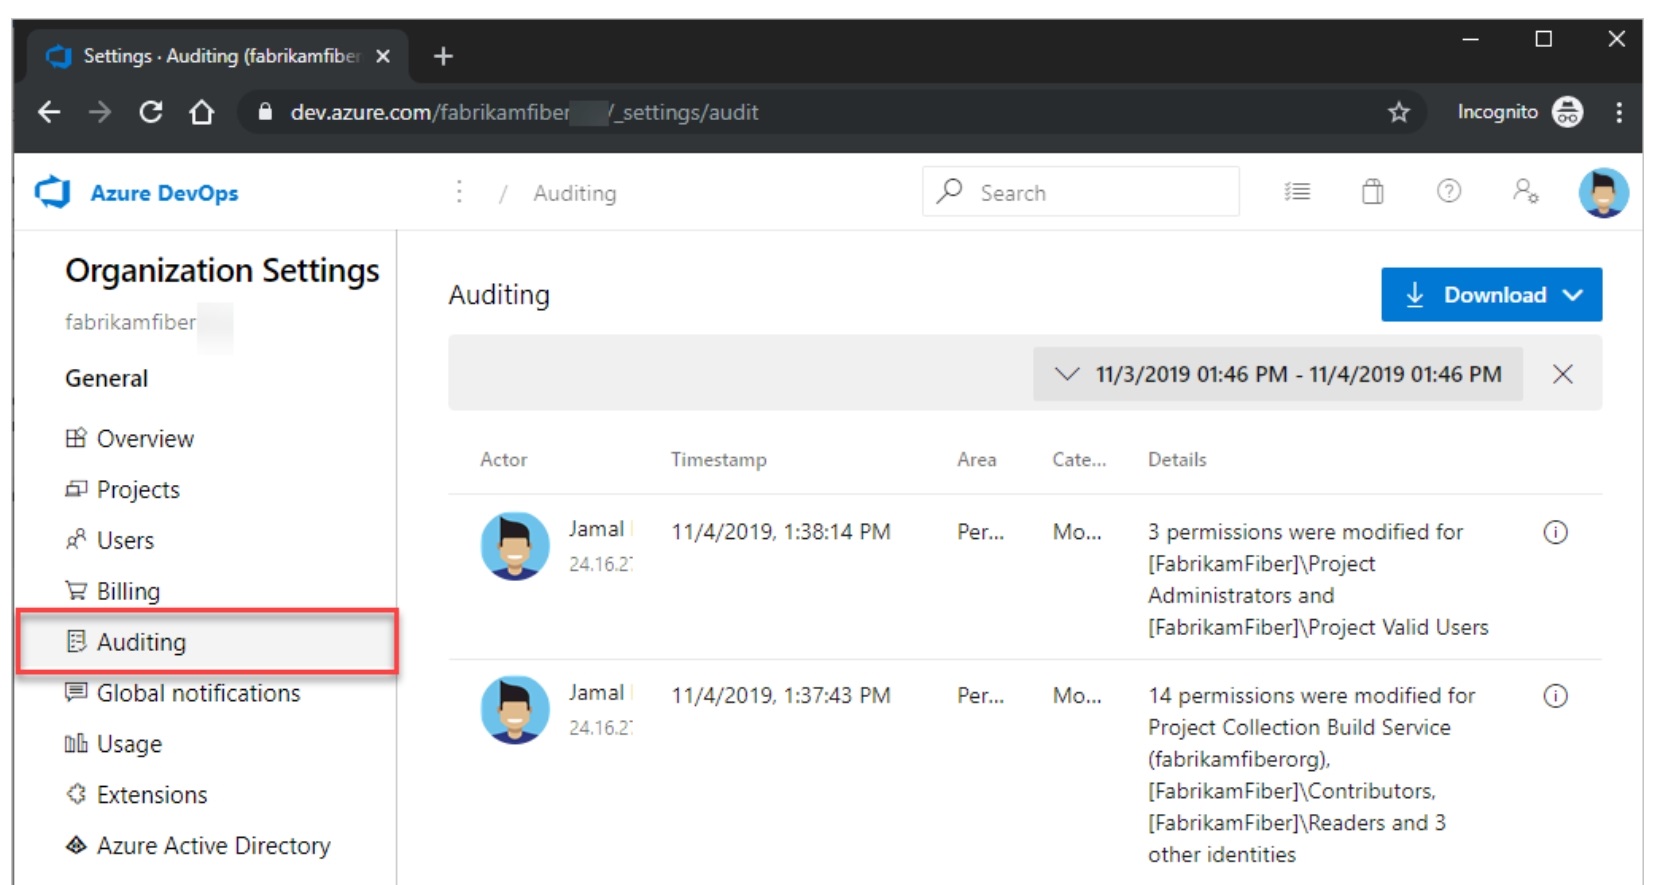 Settings · Auditing (fabrikamfiber
dev.azure.com/fabrikamfiber /_settings/audit
Incognito
Azure DevOps
/ Auditing
Search
Organization Settings
fabrikamfiber
General
Overview
Projects
Users
Billing
Auditing
Global notifications
Usage
Extensions
Azure Active Directory
Auditing
Download
11/3/2019 01:46 PM - 11/4/2019 01:46 PM
Actor Timestamp Area Cate... Details
Jamal 11/4/2019, 1:38:14 PM Per... Mo... 3 permissions were modified for
24.16.27 [FabrikamFiber]\Project
Administrators and
[FabrikamFiber]\Project Valid Users
Jamal 11/4/2019, 1:37:43 PM Per... Mo... 14 permissions were modified for
24.16.27 Project Collection Build Service
(fabrikamfiberorg),
[FabrikamFiber]\Contributors,
[FabrikamFiber]\Readers and 3
other identities